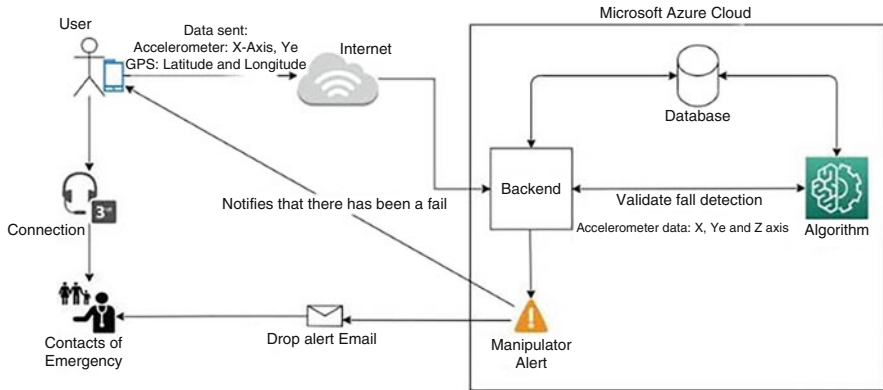 Microsoft Azure Cloud
User
Data sent:
Accelerometer: X-Axis, Ye
GPS: Latitude and Longitude
Internet
Database
Backend
Validate fall detection
Accelerometer data: X, Ye and Z axis
Algorithm
Notifies that there has been a fail
3
Connection
Contacts of
Emergency
Drop alert Email
Manipulator
Alert